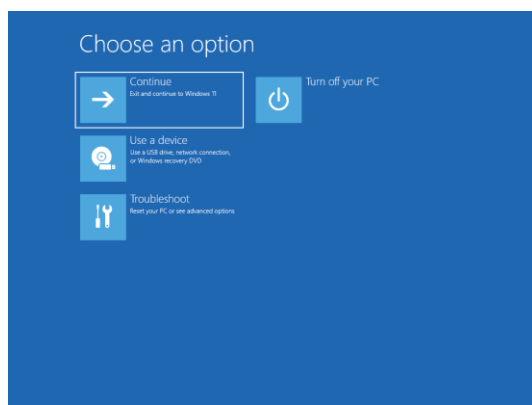 Choose an option
Continue
Exit and continue to Windows 11
Turn off your PC
Use a device
Use a USB drive, network connection,
or Windows recovery DVD
Troubleshoot
Reset your PC or see advanced options